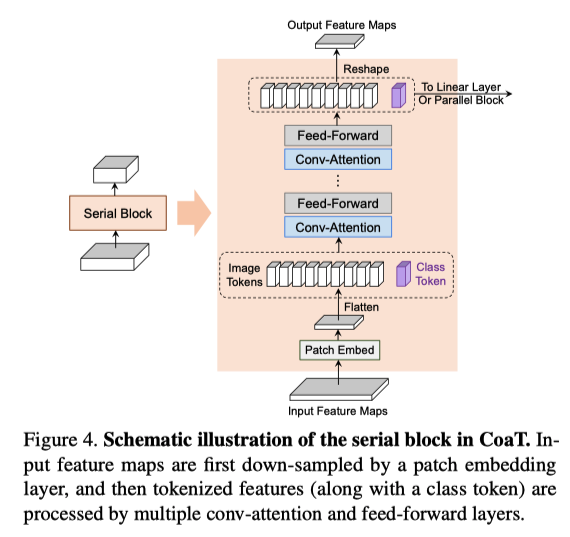 Output Feature Maps
Reshape
To Linear Layer
Or Parallel Block
Feed-Forward
Conv-Attention
...
Feed-Forward
Conv-Attention
Serial Block
Image
Tokens
Class
Token
Flatten
Patch Embed
Input Feature Maps
Figure 4. Schematic illustration of the serial block in CoaT. In-
put feature maps are first down-sampled by a patch embedding
layer, and then tokenized features (along with a class token) are
processed by multiple conv-attention and feed-forward layers.